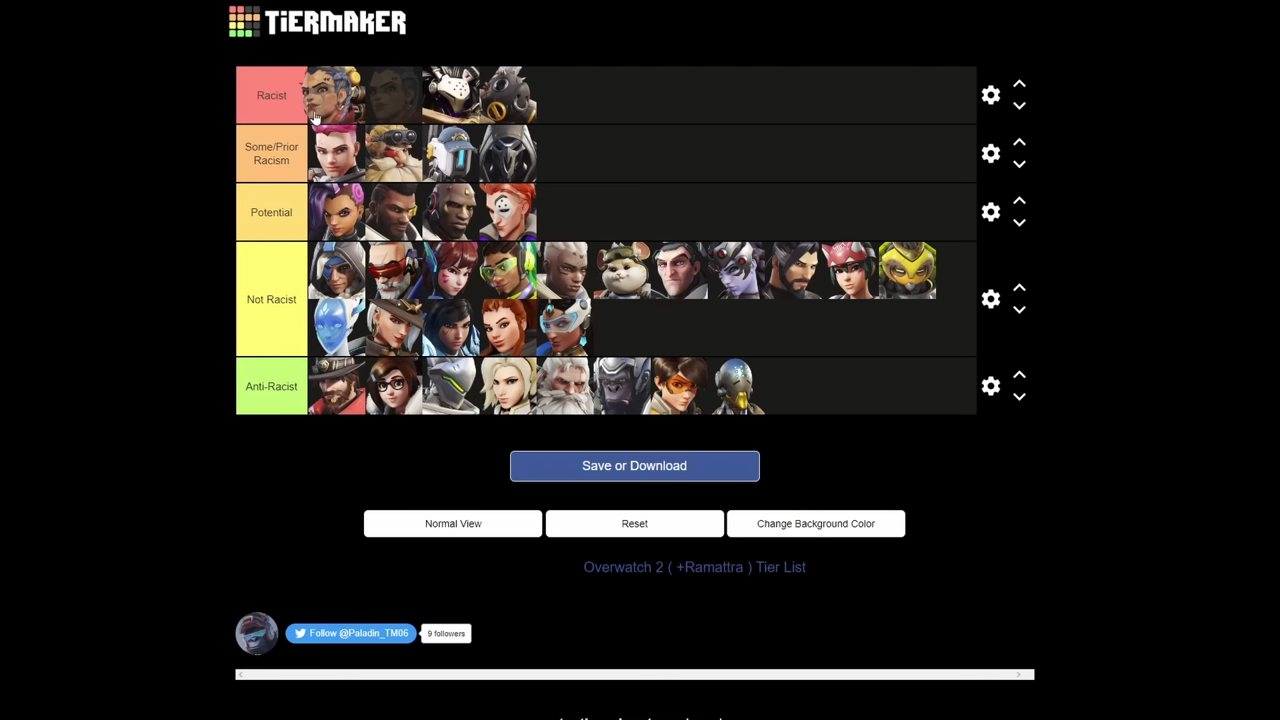 TiERMAKER
Racist
Some/Prior
Racism
Potential
Not Racist
Anti-Racist
Save or Download
Normal View
Reset
Change Background Color
Overwatch 2 ( +Ramattra ) Tier List
Follow @Paladin_TM06
9 followers